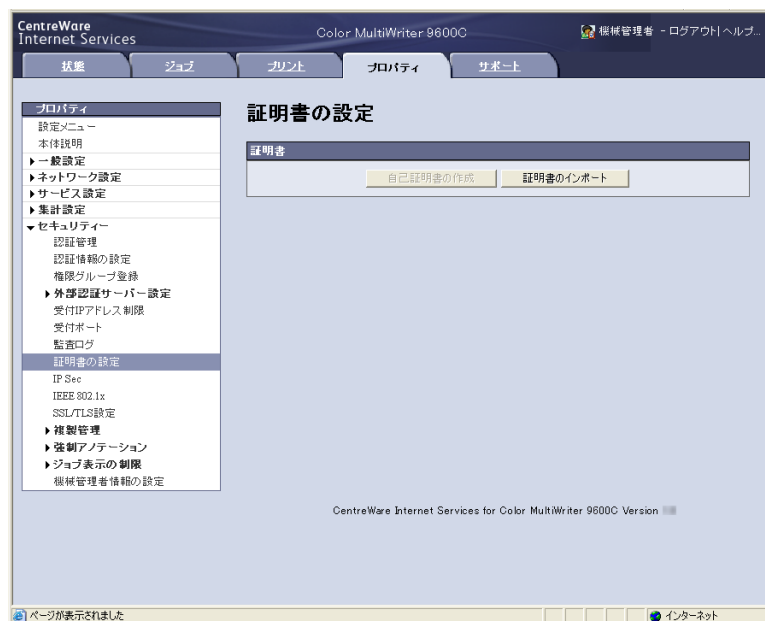 CentreWare
Internet Services
Color MultiWriter 9600C
機械管理者 - ログアウト| ヘルプ...
状態
ジョブ
プリント
プロパティ
サポート
プロパティ
設定メニュー
本体説明
一般設定
ネットワーク設定
サービス設定
集計設定
セキュリティー
認証管理
認証情報の設定
権限グループ登録
外部認証サーバー設定
受付IPアドレス制限
受付ポート
監査ログ
証明書の設定
IP Sec
IEEE 802.1x
SSL/TLS設定
複製管理
強制アノテーション
ジョブ表示の制限
機械管理者情報の設定
証明書の設定
証明書
自己証明書の作成
証明書のインポート
CentreWare Internet Services for Color MultiWriter 9600C Version
ページが表示されました
インターネット